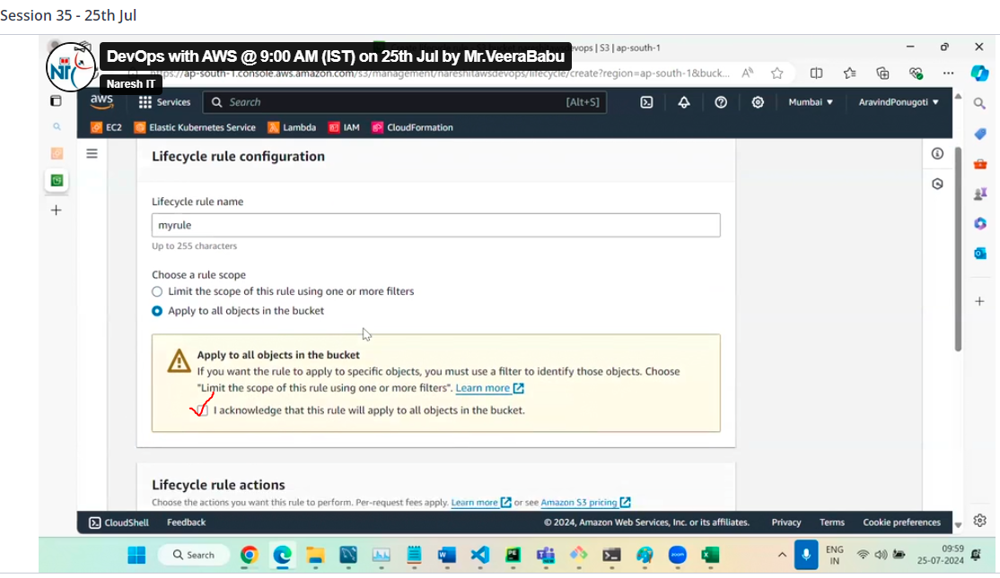 Session 35 - 25th Jul
DevOps with AWS @ 9:00 AM (IST) on 25th Jul by Mr.VeeraBabu
evops | S3 | ap-south-1
NiT
Naresh IT
https://ap-south-1.console.aws.amazon.com/s3/management/nareshitawsdevops/lifecycle/create?region=ap-south-1&buck...
aws
Services
Search
[Alt+S]
Mumbai
AravindPonugoti
EC2
Elastic Kubernetes Service
Lambda
IAM
CloudFormation
Lifecycle rule configuration
Lifecycle rule name
myrule
Up to 255 characters
Choose a rule scope
Limit the scope of this rule using one or more filters
Apply to all objects in the bucket
Apply to all objects in the bucket
If you want the rule to apply to specific objects, you must use a filter to identify those objects. Choose
"Limit the scope of this rule using one or more filters". Learn more
I acknowledge that this rule will apply to all objects in the bucket.
Lifecycle rule actions
Choose the actions you want this rule to perform. Per-request fees apply. Learn more or see Amazon S3 pricing
CloudShell
Feedback
© 2024, Amazon Web Services, Inc. or its affiliates.
Privacy
Terms
Cookie preferences
Search
ENG
IN
09:59
25-07-2024